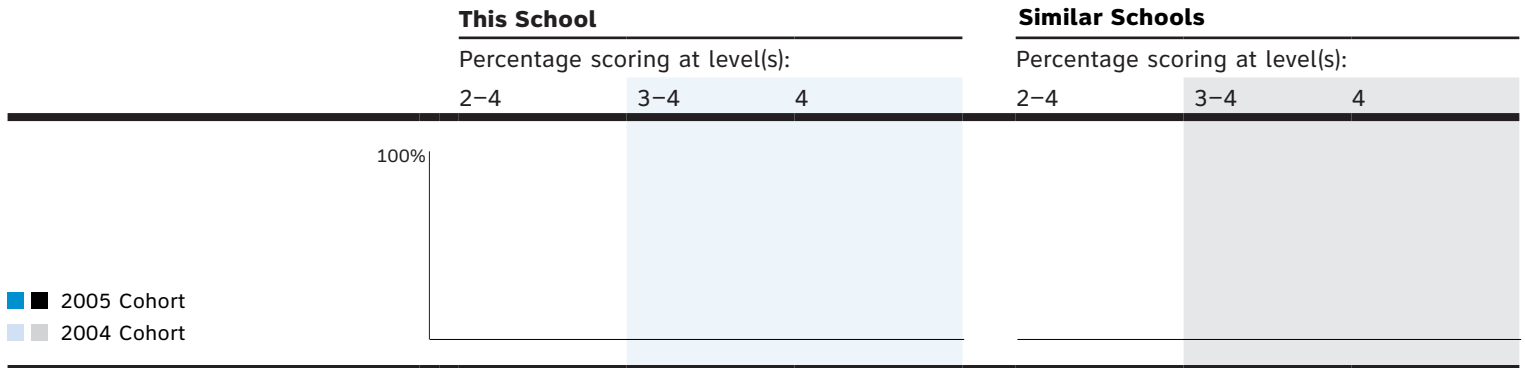 This School
Similar Schools
Percentage scoring at level(s):
Percentage scoring at level(s):
2–4 3–4 4
2–4 3–4 4
100%
2005 Cohort
2004 Cohort